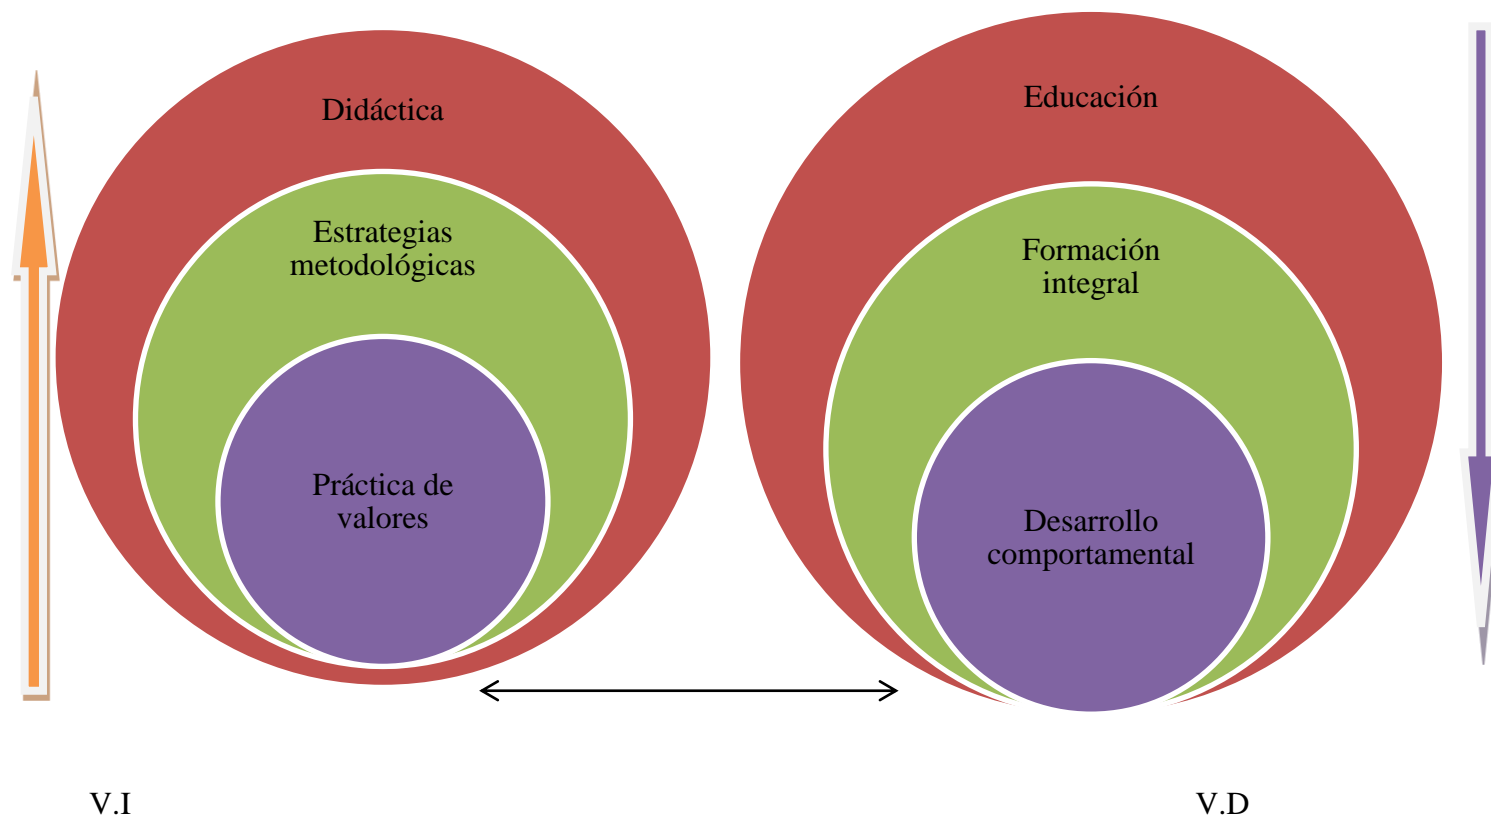 Didáctica
Estrategias
metodológicas
Práctica de
valores
Educación
Formación
integral
Desarrollo
comportamental
V.I
V.D